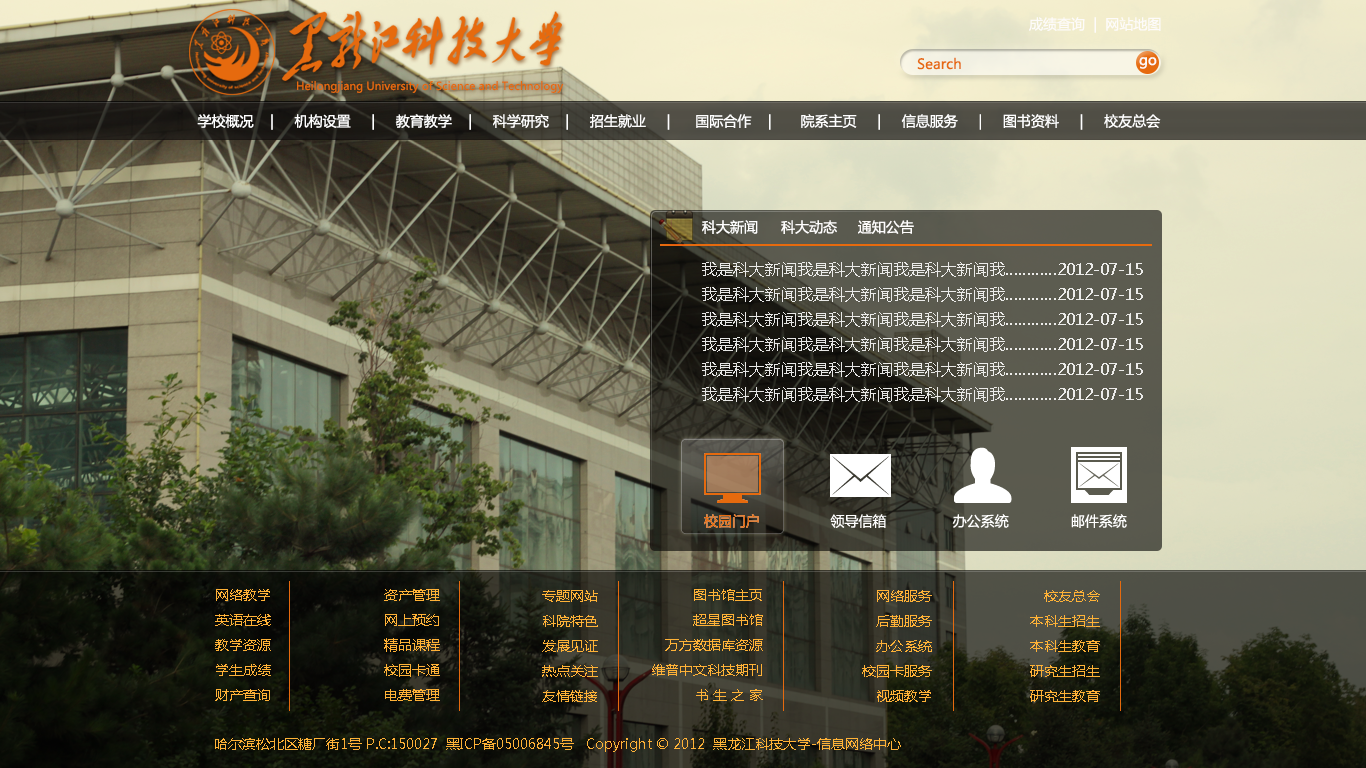 黑龙江科技大学
Heilongjiang University of Science and Technology
成绩查询 | 网站地图
Search go
学校概况 | 机构设置 | 教育教学 | 科学研究 | 招生就业 | 国际合作 | 院系主页 | 信息服务 | 图书资料 | 校友总会
科大新闻 科大动态 通知公告
我是科大新闻我是科大新闻我是科大新闻我............2012-07-15
我是科大新闻我是科大新闻我是科大新闻我............2012-07-15
我是科大新闻我是科大新闻我是科大新闻我............2012-07-15
我是科大新闻我是科大新闻我是科大新闻我............2012-07-15
我是科大新闻我是科大新闻我是科大新闻我............2012-07-15
我是科大新闻我是科大新闻我是科大新闻我............2012-07-15
校园门户 领导信箱 办公系统 邮件系统
网络教学 资产管理 专题网站 图书馆主页 网络服务 校友总会
英语在线 网上预约 科院特色 超星图书馆 后勤服务 本科生招生
教学资源 精品课程 发展见证 万方数据库资源 办公系统 本科生教育
学生成绩 校园卡通 热点关注 维普中文科技期刊 校园卡服务 研究生招生
财产查询 电费管理 友情链接 书生之家 视频教学 研究生教育
哈尔滨松北区糖厂街1号 P.C:150027 黑ICP备05006845号 Copyright © 2012 黑龙江科技大学-信息网络中心